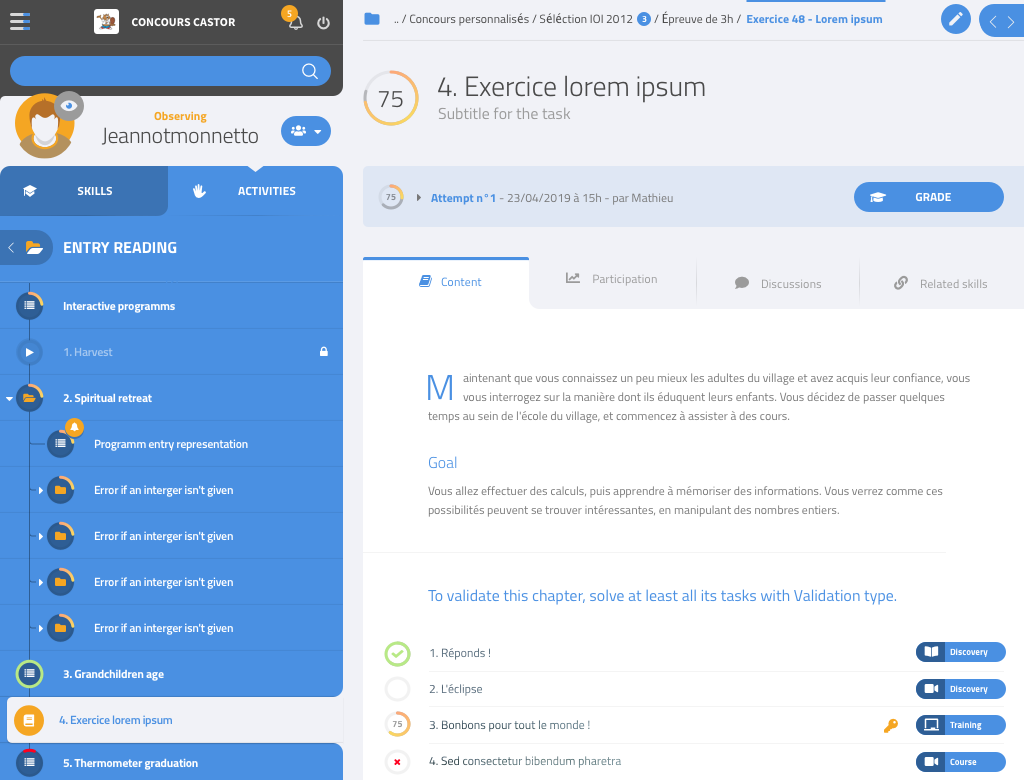 CONCOURS CASTOR
5
Observing
Jeannotmonnetto
SKILLS
ACTIVITIES
ENTRY READING
Interactive programms
1. Harvest
2. Spiritual retreat
Programm entry representation
Error if an interger isn't given
Error if an interger isn't given
Error if an interger isn't given
Error if an interger isn't given
3. Grandchildren age
4. Exercice lorem ipsum
5. Thermometer graduation
.. / Concours personnalisés / Séléction IOI 2012 3 / Épreuve de 3h / Exercice 48 - Lorem ipsum
75
4. Exercice lorem ipsum
Subtitle for the task
75 Attempt n°1 - 23/04/2019 à 15h - par Mathieu
GRADE
Content
Participation
Discussions
Related skills
Maintenant que vous connaissez un peu mieux les adultes du village et avez acquis leur confiance, vous
vous interrogez sur la manière dont ils éduquent leurs enfants. Vous décidez de passer quelques
temps au sein de l'école du village, et commencez à assister à des cours.
Goal
Vous allez effectuer des calculs, puis apprendre à mémoriser des informations. Vous verrez comme ces
possibilités peuvent se trouver intéressantes, en manipulant des nombres entiers.
To validate this chapter, solve at least all its tasks with Validation type.
1. Réponds !
Discovery
2. L'éclipse
Discovery
75 3. Bonbons pour tout le monde !
Training
4. Sed consectetur bibendum pharetra
Course